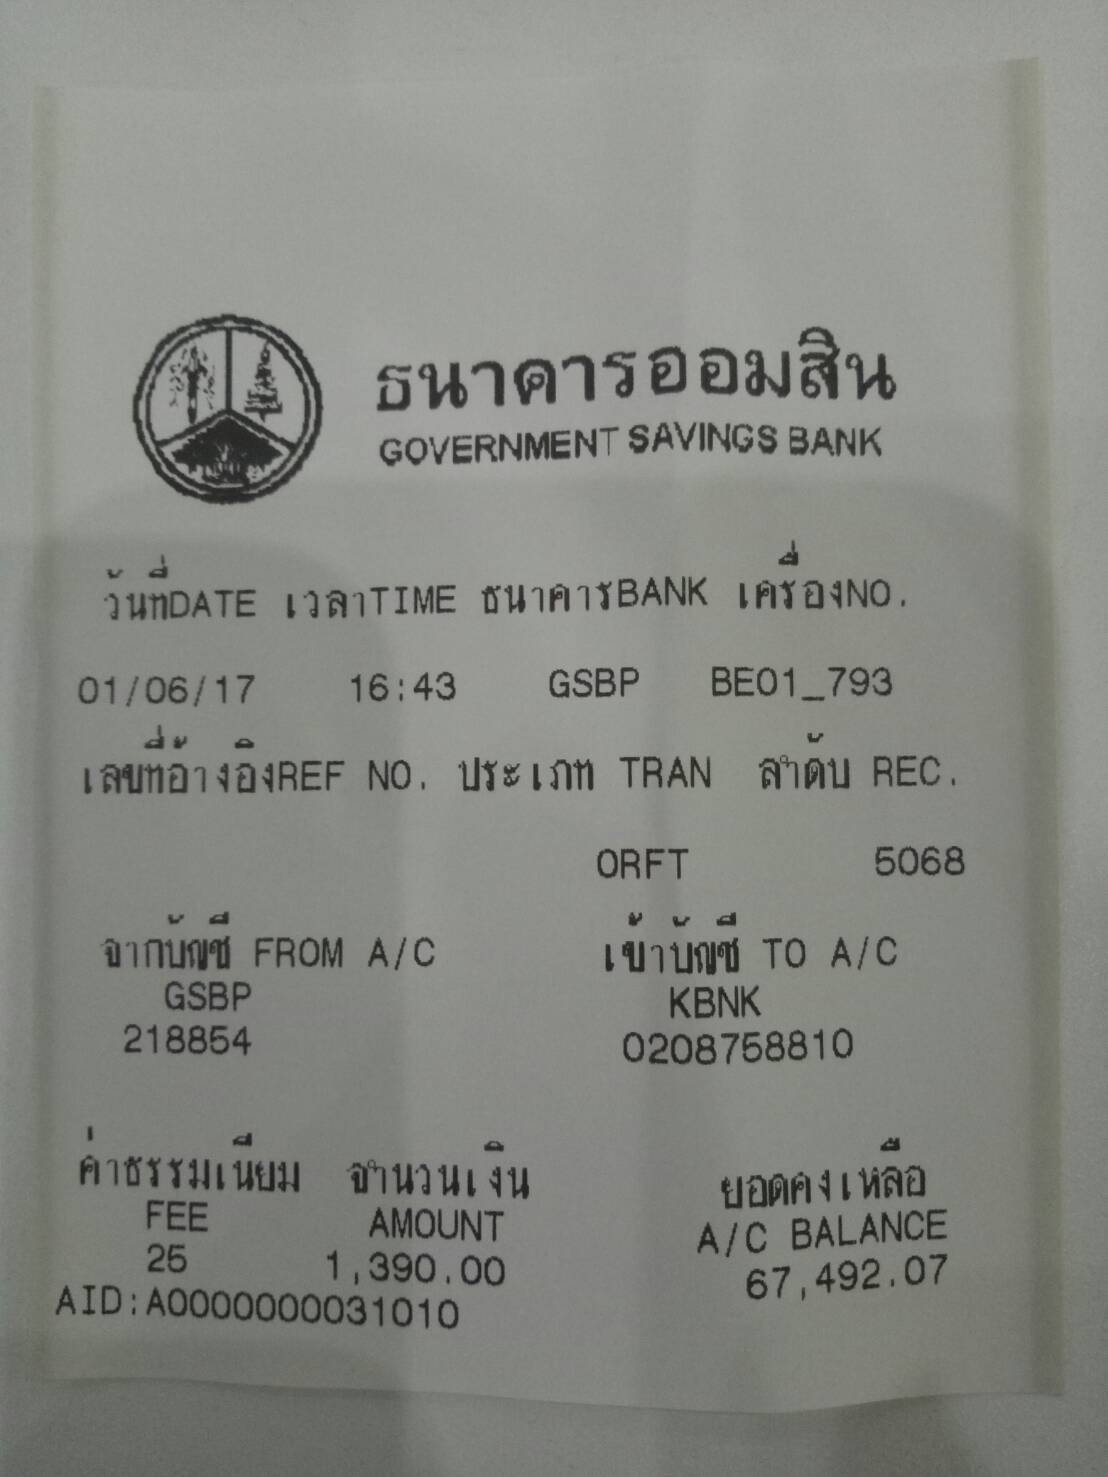 ธนาคารออมสิน
GOVERNMENT SAVINGS BANK
วันที่DATE เวลาTIME ธนาคารBANK เครื่องNO.
01/06/17 16:43 GSBP BE01_793
เลขที่อ้างอิงREF NO. ประเภท TRAN ลำดับ REC.
ORFT 5068
จากบัญชี FROM A/C เข้าบัญชี TO A/C
GSBP KBNK
218854 0208758810
ค่าธรรมเนียม จำนวนเงิน ยอดคงเหลือ
FEE AMOUNT A/C BALANCE
25 1,390.00 67,492.07
AID:A0000000031010